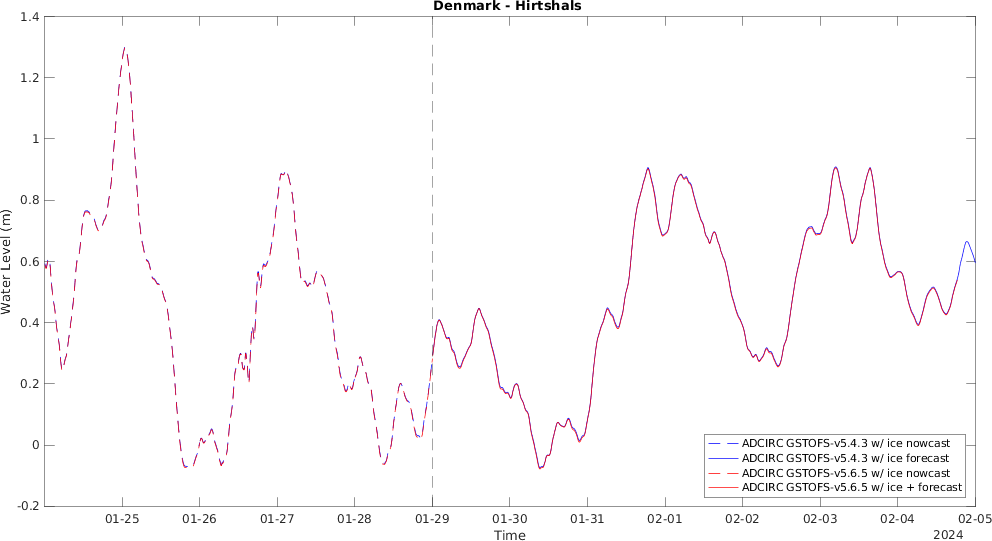 Denmark - Hirtshals
1.4
1.2
1
0.8
0.6
0.4
0.2
0
-0.2
Water Level (m)
01-25 01-26 01-27 01-28 01-29 01-30 01-31 02-01 02-02 02-03 02-04 02-05
Time
2024
ADCIRC GSTOFS-v5.4.3 w/ ice nowcast
ADCIRC GSTOFS-v5.4.3 w/ ice forecast
ADCIRC GSTOFS-v5.6.5 w/ ice nowcast
ADCIRC GSTOFS-v5.6.5 w/ ice + forecast